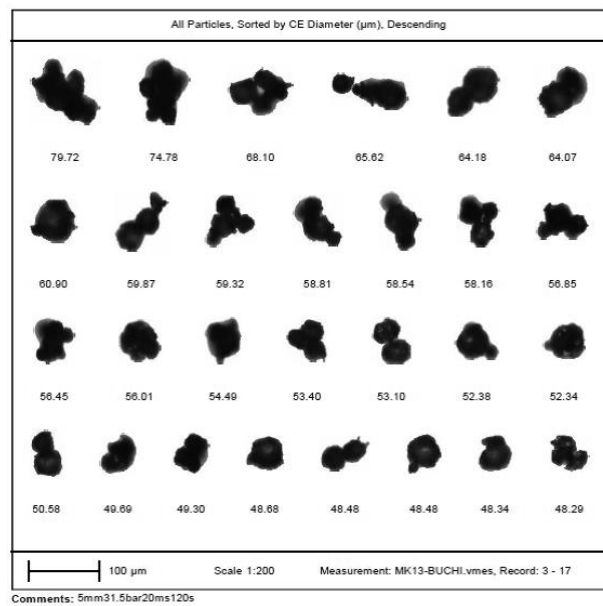 All Particles, Sorted by CE Diameter (µm), Descending
79.72 74.78 68.10 65.62 64.18 64.07
60.90 59.87 59.32 58.81 58.54 58.16 56.85
56.45 56.01 54.49 53.40 53.10 52.38 52.34
50.58 49.69 49.30 48.68 48.48 48.48 48.34 48.29
100 µm Scale 1:200 Measurement: MK13-BUCHI.vmes, Record: 3 - 17
Comments: 5mm31.5bar20ms120s